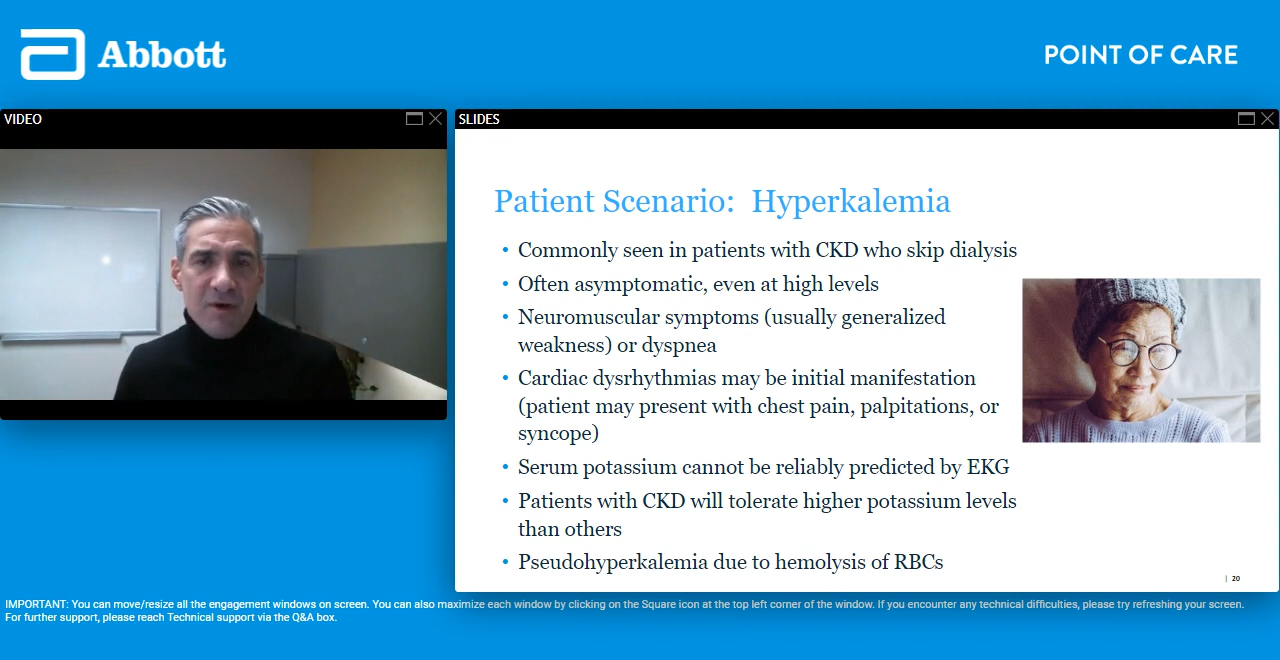 Abbott
POINT OF CARE
VIDEO
SLIDES
Patient Scenario: Hyperkalemia
• Commonly seen in patients with CKD who skip dialysis
• Often asymptomatic, even at high levels
• Neuromuscular symptoms (usually generalized
weakness) or dyspnea
• Cardiac dysrhythmias may be initial manifestation
(patient may present with chest pain, palpitations, or
syncope)
• Serum potassium cannot be reliably predicted by EKG
• Patients with CKD will tolerate higher potassium levels
than others
• Pseudohyperkalemia due to hemolysis of RBCs
| 20
IMPORTANT: You can move/resize all the engagement windows on screen. You can also maximize each window by clicking on the Square icon at the top left corner of the window. If you encounter any technical difficulties, please try refreshing your screen.
For further support, please reach Technical support via the Q&A box.